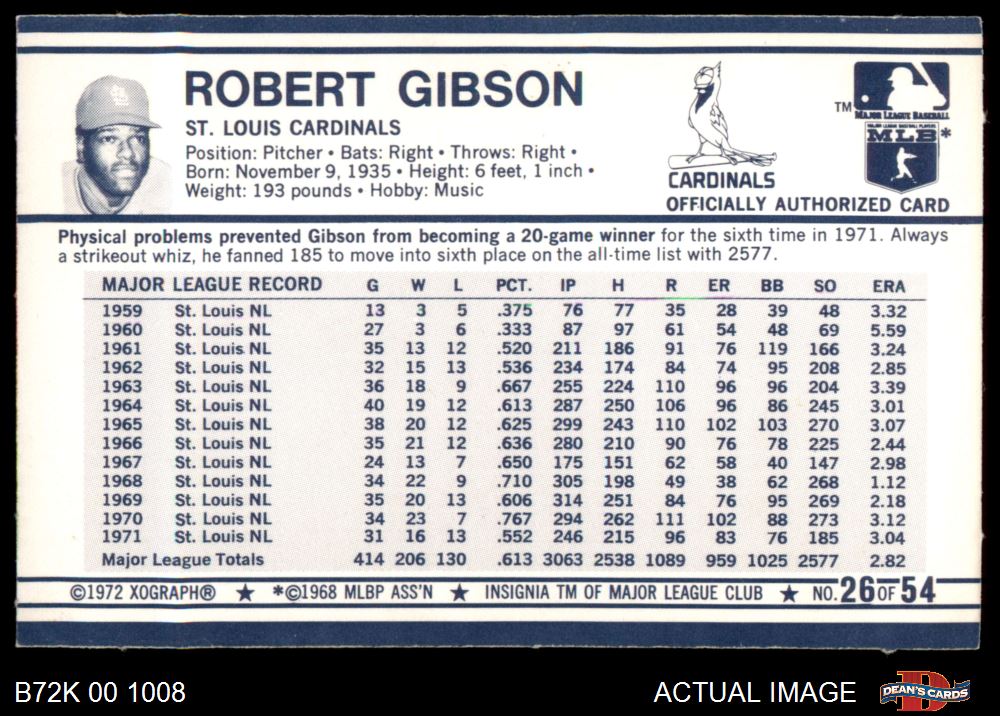 ROBERT GIBSON
ST. LOUIS CARDINALS
Position: Pitcher • Bats: Right • Throws: Right •
Born: November 9, 1935 • Height: 6 feet, 1 inch •
Weight: 193 pounds • Hobby: Music
CARDINALS
TM
MAJOR LEAGUE BASEBALL
MAJOR LEAGUE BASEBALL PLAYERS
MLB*
OFFICIALLY AUTHORIZED CARD
Physical problems prevented Gibson from becoming a 20-game winner for the sixth time in 1971. Always
a strikeout whiz, he fanned 185 to move into sixth place on the all-time list with 2577.
MAJOR LEAGUE RECORD G W L PCT. IP H R ER BB SO ERA
1959 St. Louis NL 13 3 5 .375 76 77 35 28 39 48 3.32
1960 St. Louis NL 27 3 6 .333 87 97 61 54 48 69 5.59
1961 St. Louis NL 35 13 12 .520 211 186 91 76 119 166 3.24
1962 St. Louis NL 32 15 13 .536 234 174 84 74 95 208 2.85
1963 St. Louis NL 36 18 9 .667 255 224 110 96 96 204 3.39
1964 St. Louis NL 40 19 12 .613 287 250 106 96 86 245 3.01
1965 St. Louis NL 38 20 12 .625 299 243 110 102 103 270 3.07
1966 St. Louis NL 35 21 12 .636 280 210 90 76 78 225 2.44
1967 St. Louis NL 24 13 7 .650 175 151 62 58 40 147 2.98
1968 St. Louis NL 34 22 9 .710 305 198 49 38 62 268 1.12
1969 St. Louis NL 35 20 13 .606 314 251 84 76 95 269 2.18
1970 St. Louis NL 34 23 7 .767 294 262 111 102 88 273 3.12
1971 St. Louis NL 31 16 13 .552 246 215 96 83 76 185 3.04
Major League Totals 414 206 130 .613 3063 2538 1089 959 1025 2577 2.82
©1972 XOGRAPH® ★ *©1968 MLBP ASS'N ★ INSIGNIA TM OF MAJOR LEAGUE CLUB ★ NO. 26 OF 54
B72K 00 1008
ACTUAL IMAGE
DEAN'S CARDS